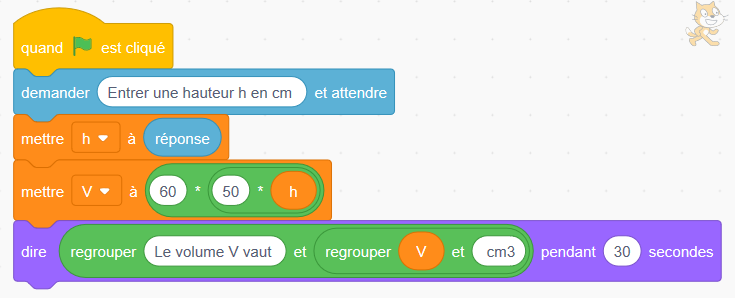 quand est cliqué
demander Entrer une hauteur h en cm et attendre
mettre h à réponse
mettre V à 60 * 50 * h
dire regrouper Le volume V vaut et regrouper V et cm3 pendant 30 secondes